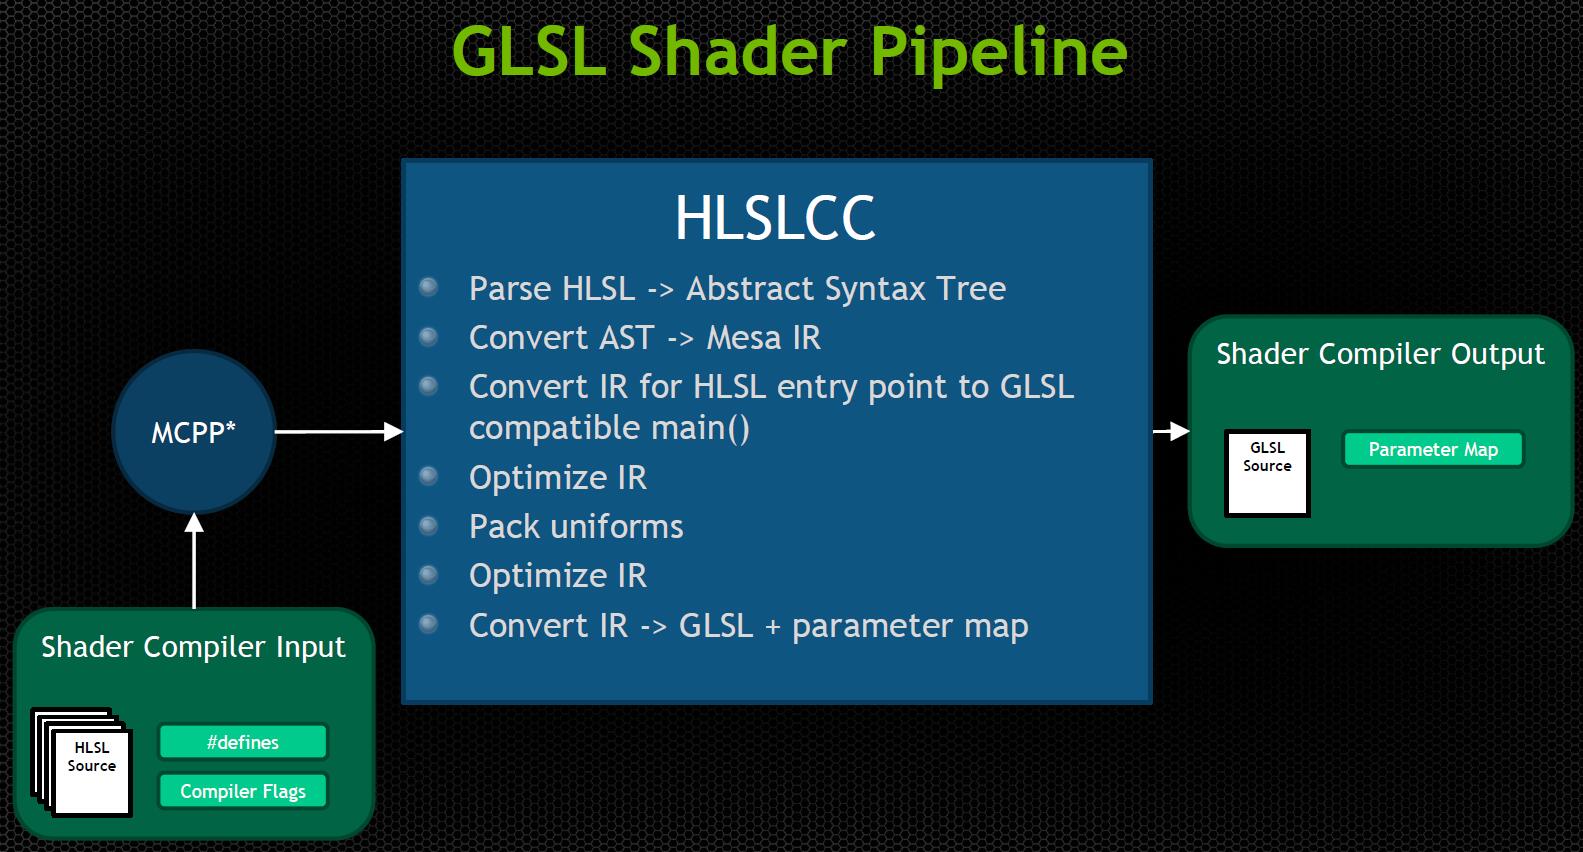 GLSL Shader Pipeline
HLSLCC
Parse HLSL -> Abstract Syntax Tree
Convert AST -> Mesa IR
Convert IR for HLSL entry point to GLSL
compatible main()
Optimize IR
Pack uniforms
Optimize IR
Convert IR -> GLSL + parameter map
MCPP*
Shader Compiler Input
HLSL
Source
#defines
Compiler Flags
Shader Compiler Output
GLSL
Source
Parameter Map